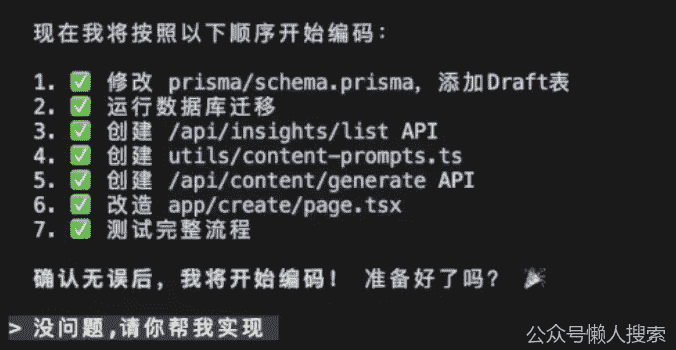 现在我将按照以下顺序开始编码：
1. ✅ 修改 prisma/schema.prisma, 添加Draft表
2. ✅ 运行数据库迁移
3. ✅ 创建 /api/insights/list API
4. ✅ 创建 utils/content-prompts.ts
5. ✅ 创建 /api/content/generate API
6. ✅ 改造 app/create/page.tsx
7. ✅ 测试完整流程
确认无误后，我将开始编码！ 准备好了吗？ 🎉
> 没问题,请你帮我实现
公众号懒人搜索